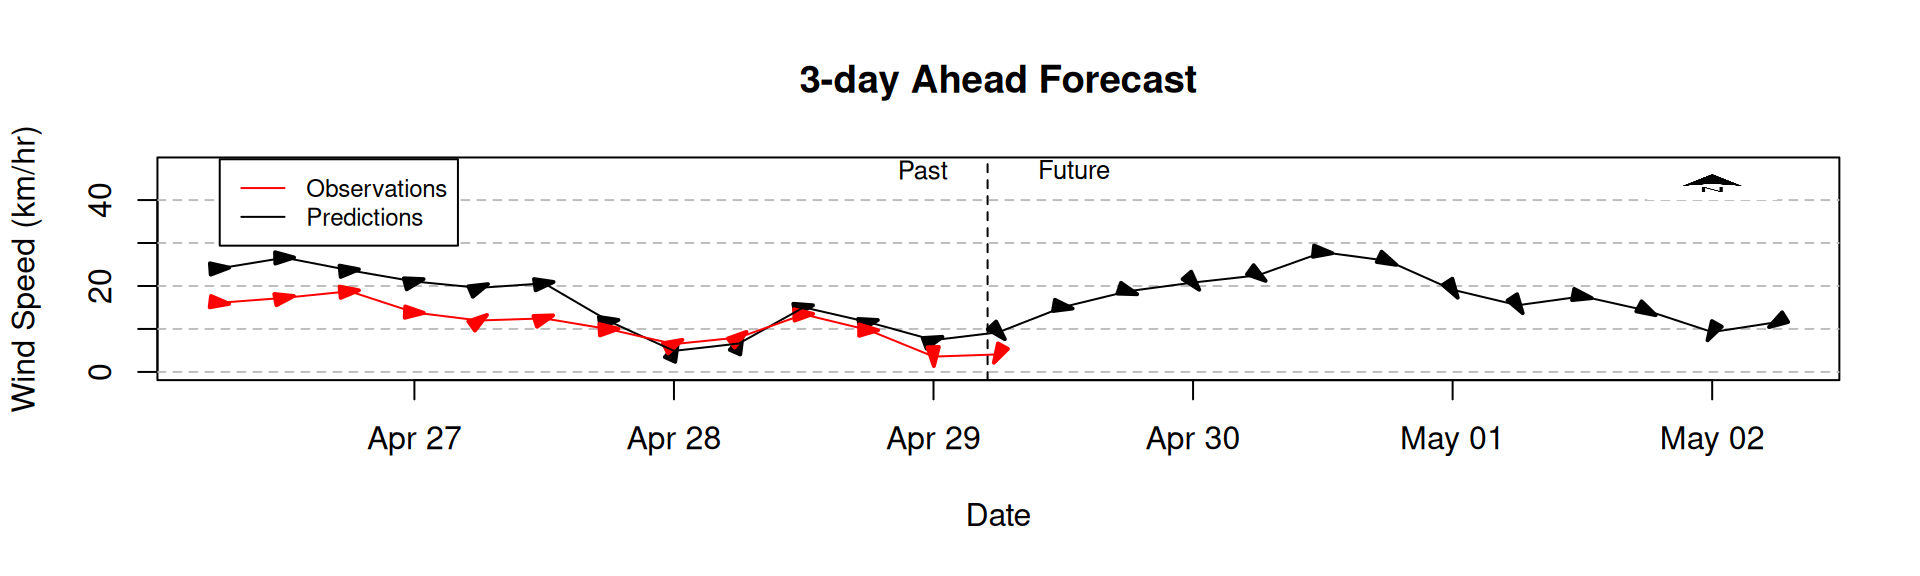 3-day Ahead Forecast
Wind Speed (km/hr)
40
20
0
Observations
Predictions
Past
Future
N
Apr 27
Apr 28
Apr 29
Apr 30
May 01
May 02
Date